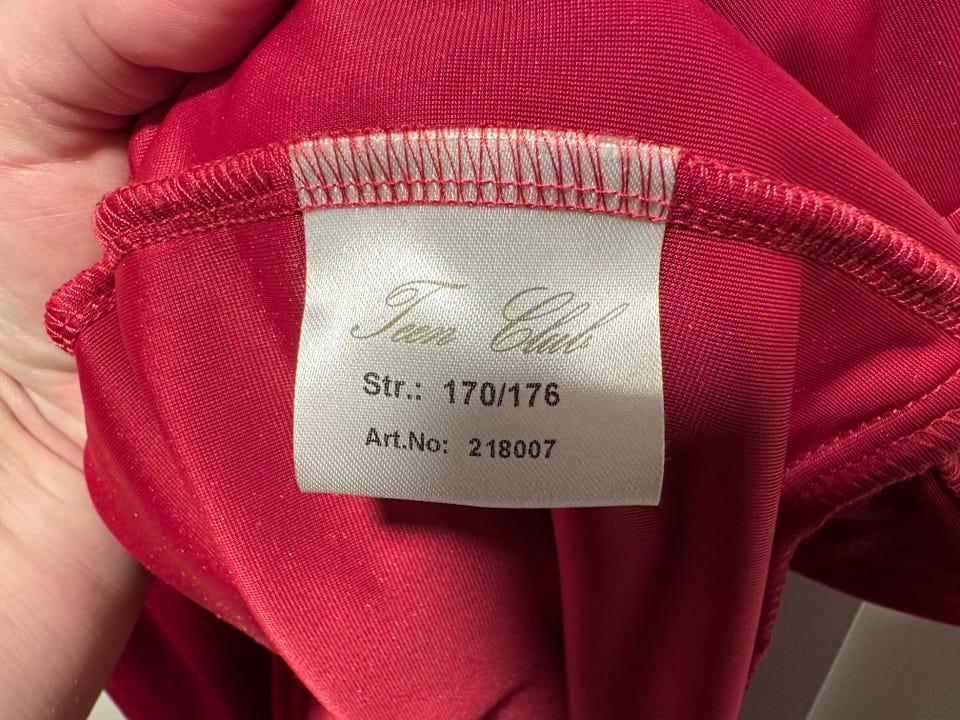 Teen Club
Str.: 170/176
Art.No: 218007